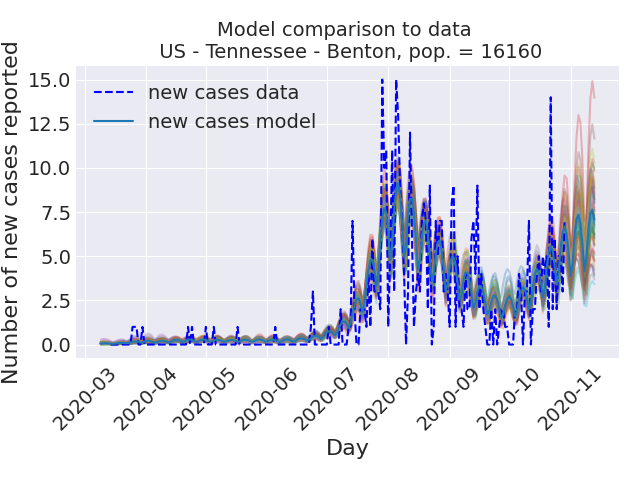 Model comparison to data
US - Tennessee - Benton, pop. = 16160
Number of new cases reported
15.0
12.5
10.0
7.5
5.0
2.5
0.0
new cases data
new cases model
2020-03
2020-04
2020-05
2020-06
2020-07
2020-08
2020-09
2020-10
2020-11
Day